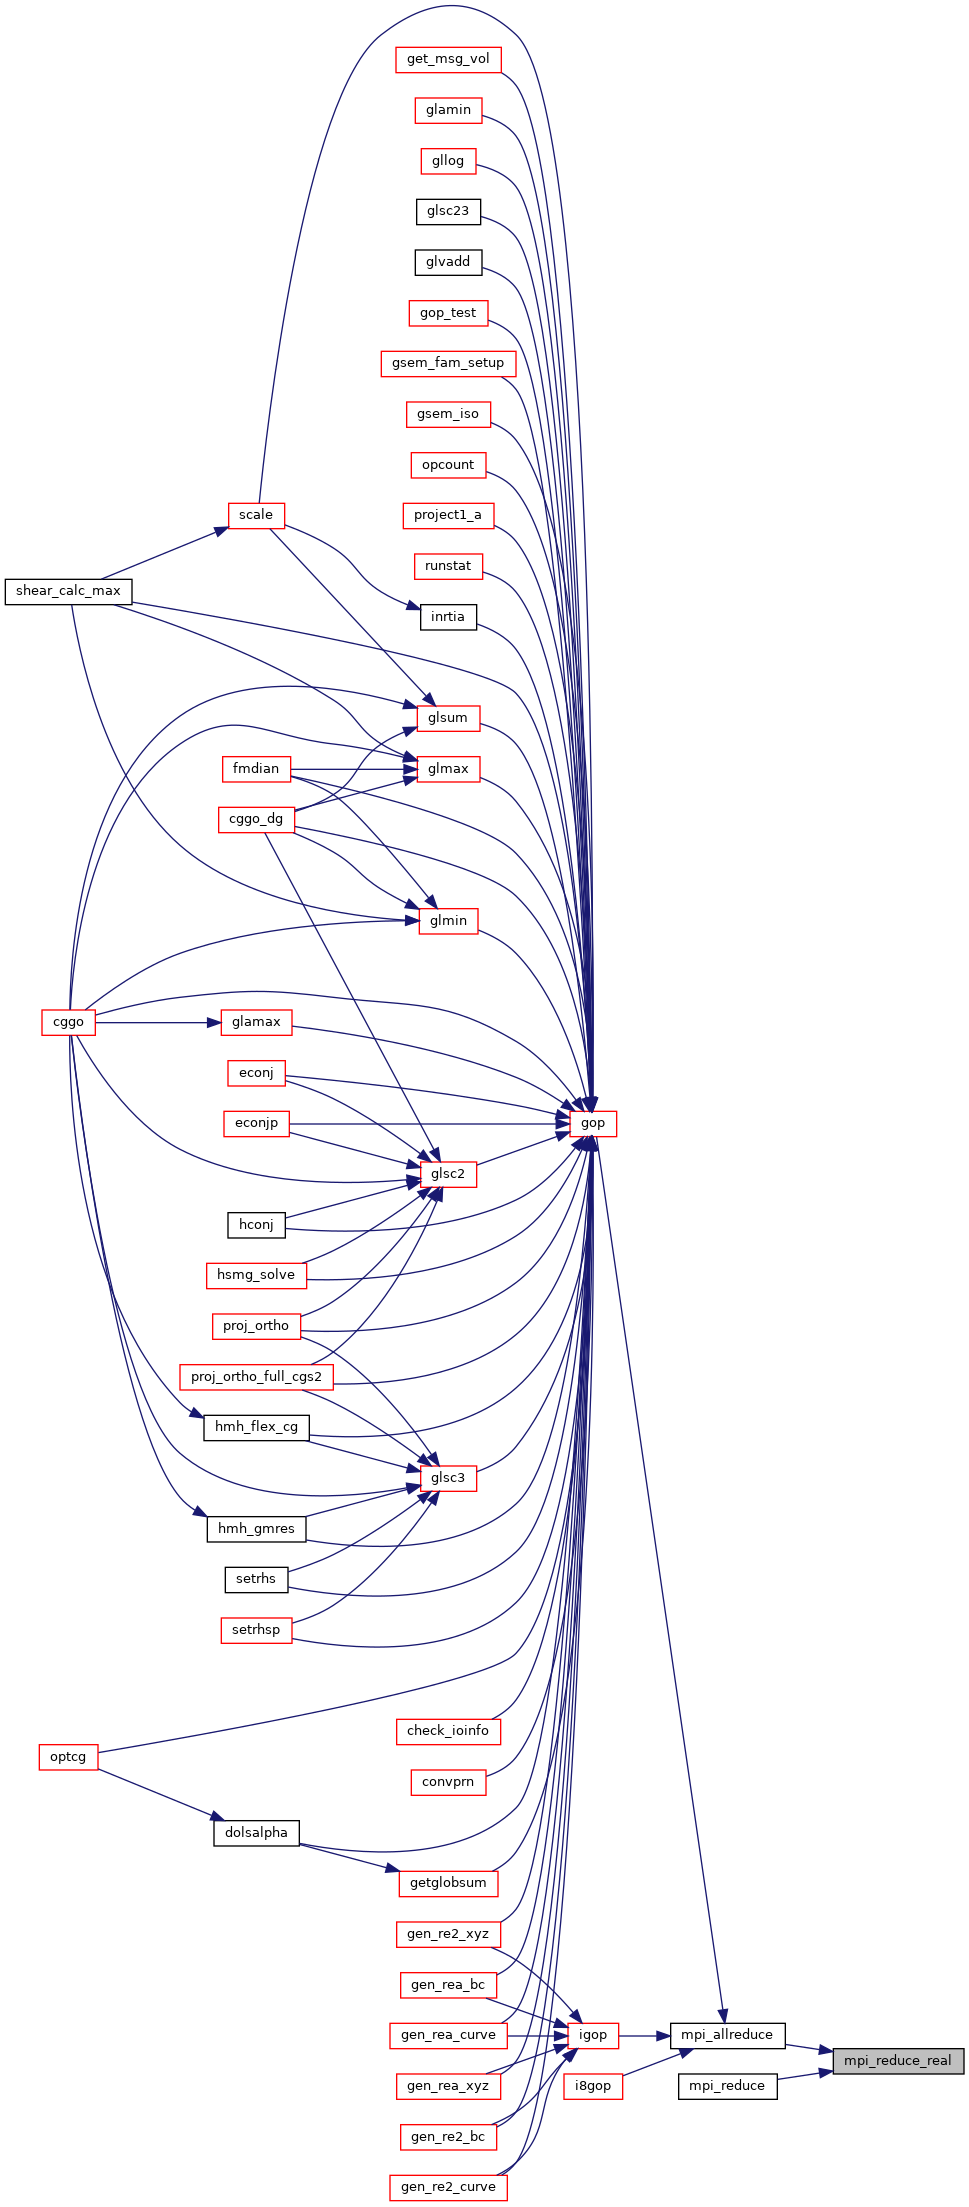 get_msg_vol
glamin
gllog
glsc23
glvadd
gop_test
gsem_fam_setup
gsem_iso
opcount
scale
project1_a
runstat
shear_calc_max
inrtia
glsum
fmdian
glmax
cggo_dg
glmin
cggo
glamax
econj
econjp
gop
glsc2
hconj
hsmg_solve
proj_ortho
proj_ortho_full_cgs2
hmh_flex_cg
glsc3
hmh_gmres
setrhs
setrhsp
check_ioinfo
optcg
convprn
dolsalpha
getglobsum
gen_re2_xyz
gen_rea_bc
gen_rea_curve
igop
mpi_allreduce
mpi_reduce_real
gen_rea_xyz
i8gop
mpi_reduce
gen_re2_bc
gen_re2_curve